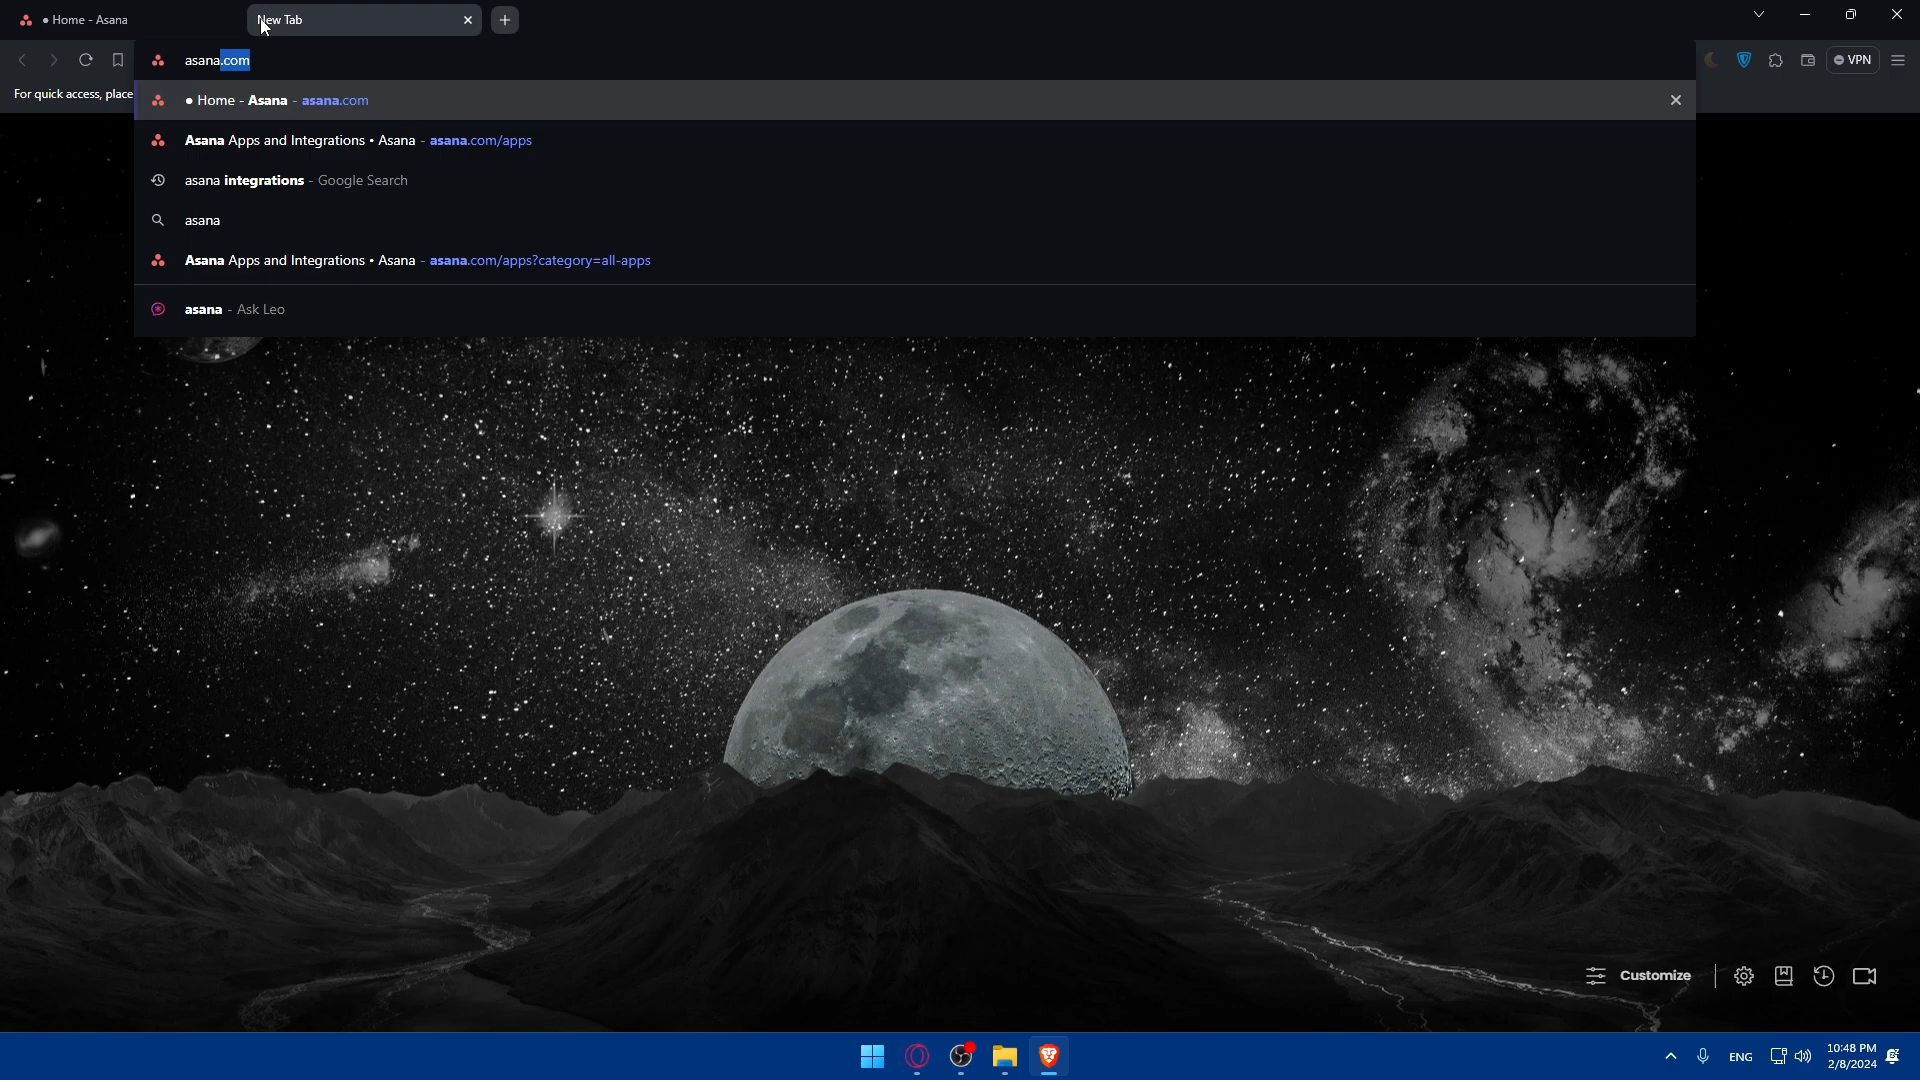 • Home - Asana
New Tab
asana.com
VPN
For quick access, place
• Home - Asana - asana.com
Asana Apps and Integrations • Asana - asana.com/apps
asana integrations - Google Search
asana
Asana Apps and Integrations • Asana - asana.com/apps?category=all-apps
asana - Ask Leo
Customize
ENG
10:48 PM
2/8/2024